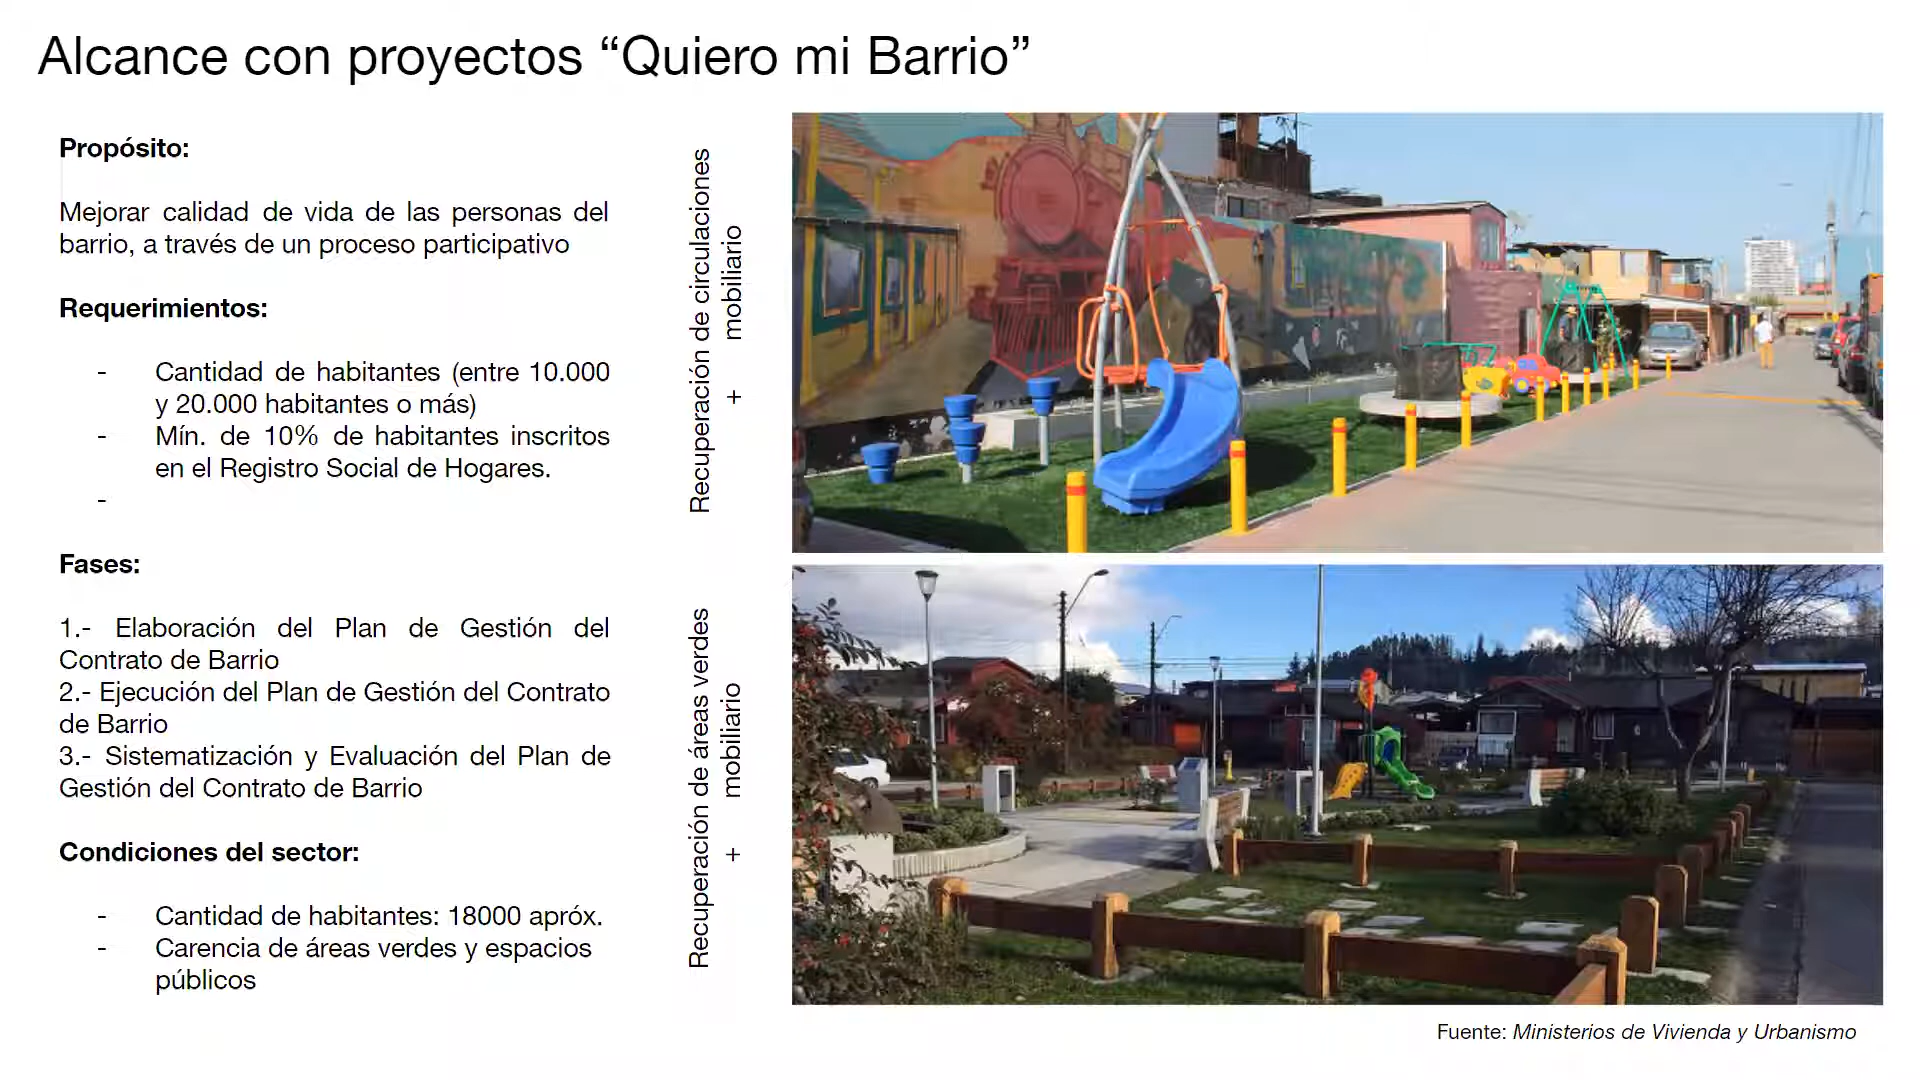 Alcance con proyectos “Quiero mi Barrio”
Propósito:
Mejorar calidad de vida de las personas del
barrio, a través de un proceso participativo
Requerimientos:
- Cantidad de habitantes (entre 10.000
y 20.000 habitantes o más)
- Mín. de 10% de habitantes inscritos
en el Registro Social de Hogares.
-
Fases:
1.- Elaboración del Plan de Gestión del
Contrato de Barrio
2.- Ejecución del Plan de Gestión del Contrato
de Barrio
3.- Sistematización y Evaluación del Plan de
Gestión del Contrato de Barrio
Condiciones del sector:
- Cantidad de habitantes: 18000 apróx.
- Carencia de áreas verdes y espacios
públicos
Recuperación de circulaciones
+ mobiliario
Recuperación de áreas verdes
+ mobiliario
Fuente: Ministerios de Vivienda y Urbanismo